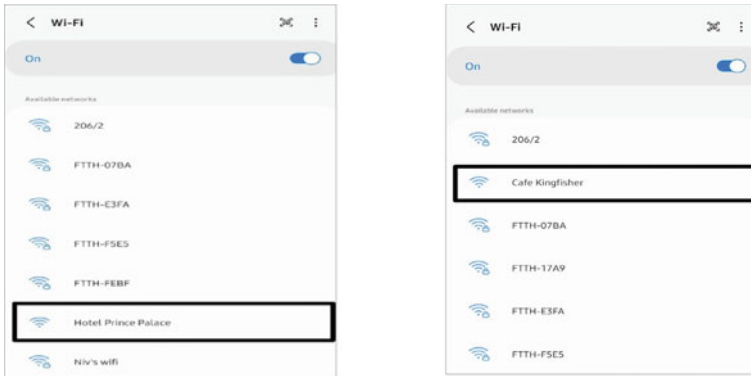 Wi-Fi
On
Available networks
206/2
FTTH-07BA
FTTH-E3FA
FTTH-F5E5
FTTH-FEBF
Hotel Prince Palace
Niv's wifi
Wi-Fi
On
Available networks
206/2
Cafe Kingfisher
FTTH-07BA
FTTH-17A9
FTTH-E3FA
FTTH-F5E5